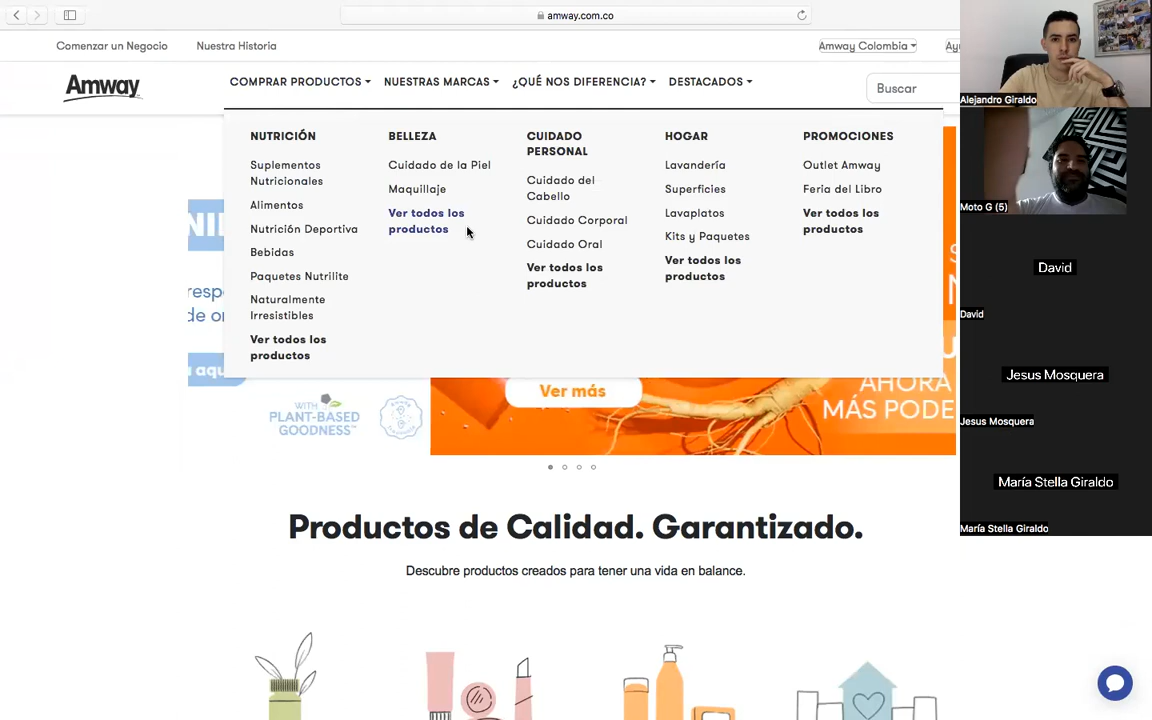 amway.com.co
Comenzar un Negocio
Nuestra Historia
Amway Colombia
Amway
COMPRAR PRODUCTOS
NUESTRAS MARCAS
¿QUÉ NOS DIFERENCIA?
DESTACADOS
Buscar
NUTRICIÓN
Suplementos
Nutricionales
Alimentos
Nutrición Deportiva
Bebidas
Paquetes Nutrilite
Naturalmente
Irresistibles
Ver todos los
productos
BELLEZA
Cuidado de la Piel
Maquillaje
Ver todos los
productos
CUIDADO
PERSONAL
Cuidado del
Cabello
Cuidado Corporal
Cuidado Oral
Ver todos los
productos
HOGAR
Lavandería
Superficies
Lavaplatos
Kits y Paquetes
Ver todos los
productos
PROMOCIONES
Outlet Amway
Feria del Libro
Ver todos los
productos
WITH
PLANT-BASED
GOODNESS™
Ver más
AHORA
MÁS PODE
Productos de Calidad. Garantizado.
Descubre productos creados para tener una vida en balance.
Alejandro Giraldo
Moto G (5)
David
David
Jesus Mosquera
Jesus Mosquera
María Stella Giraldo
María Stella Giraldo